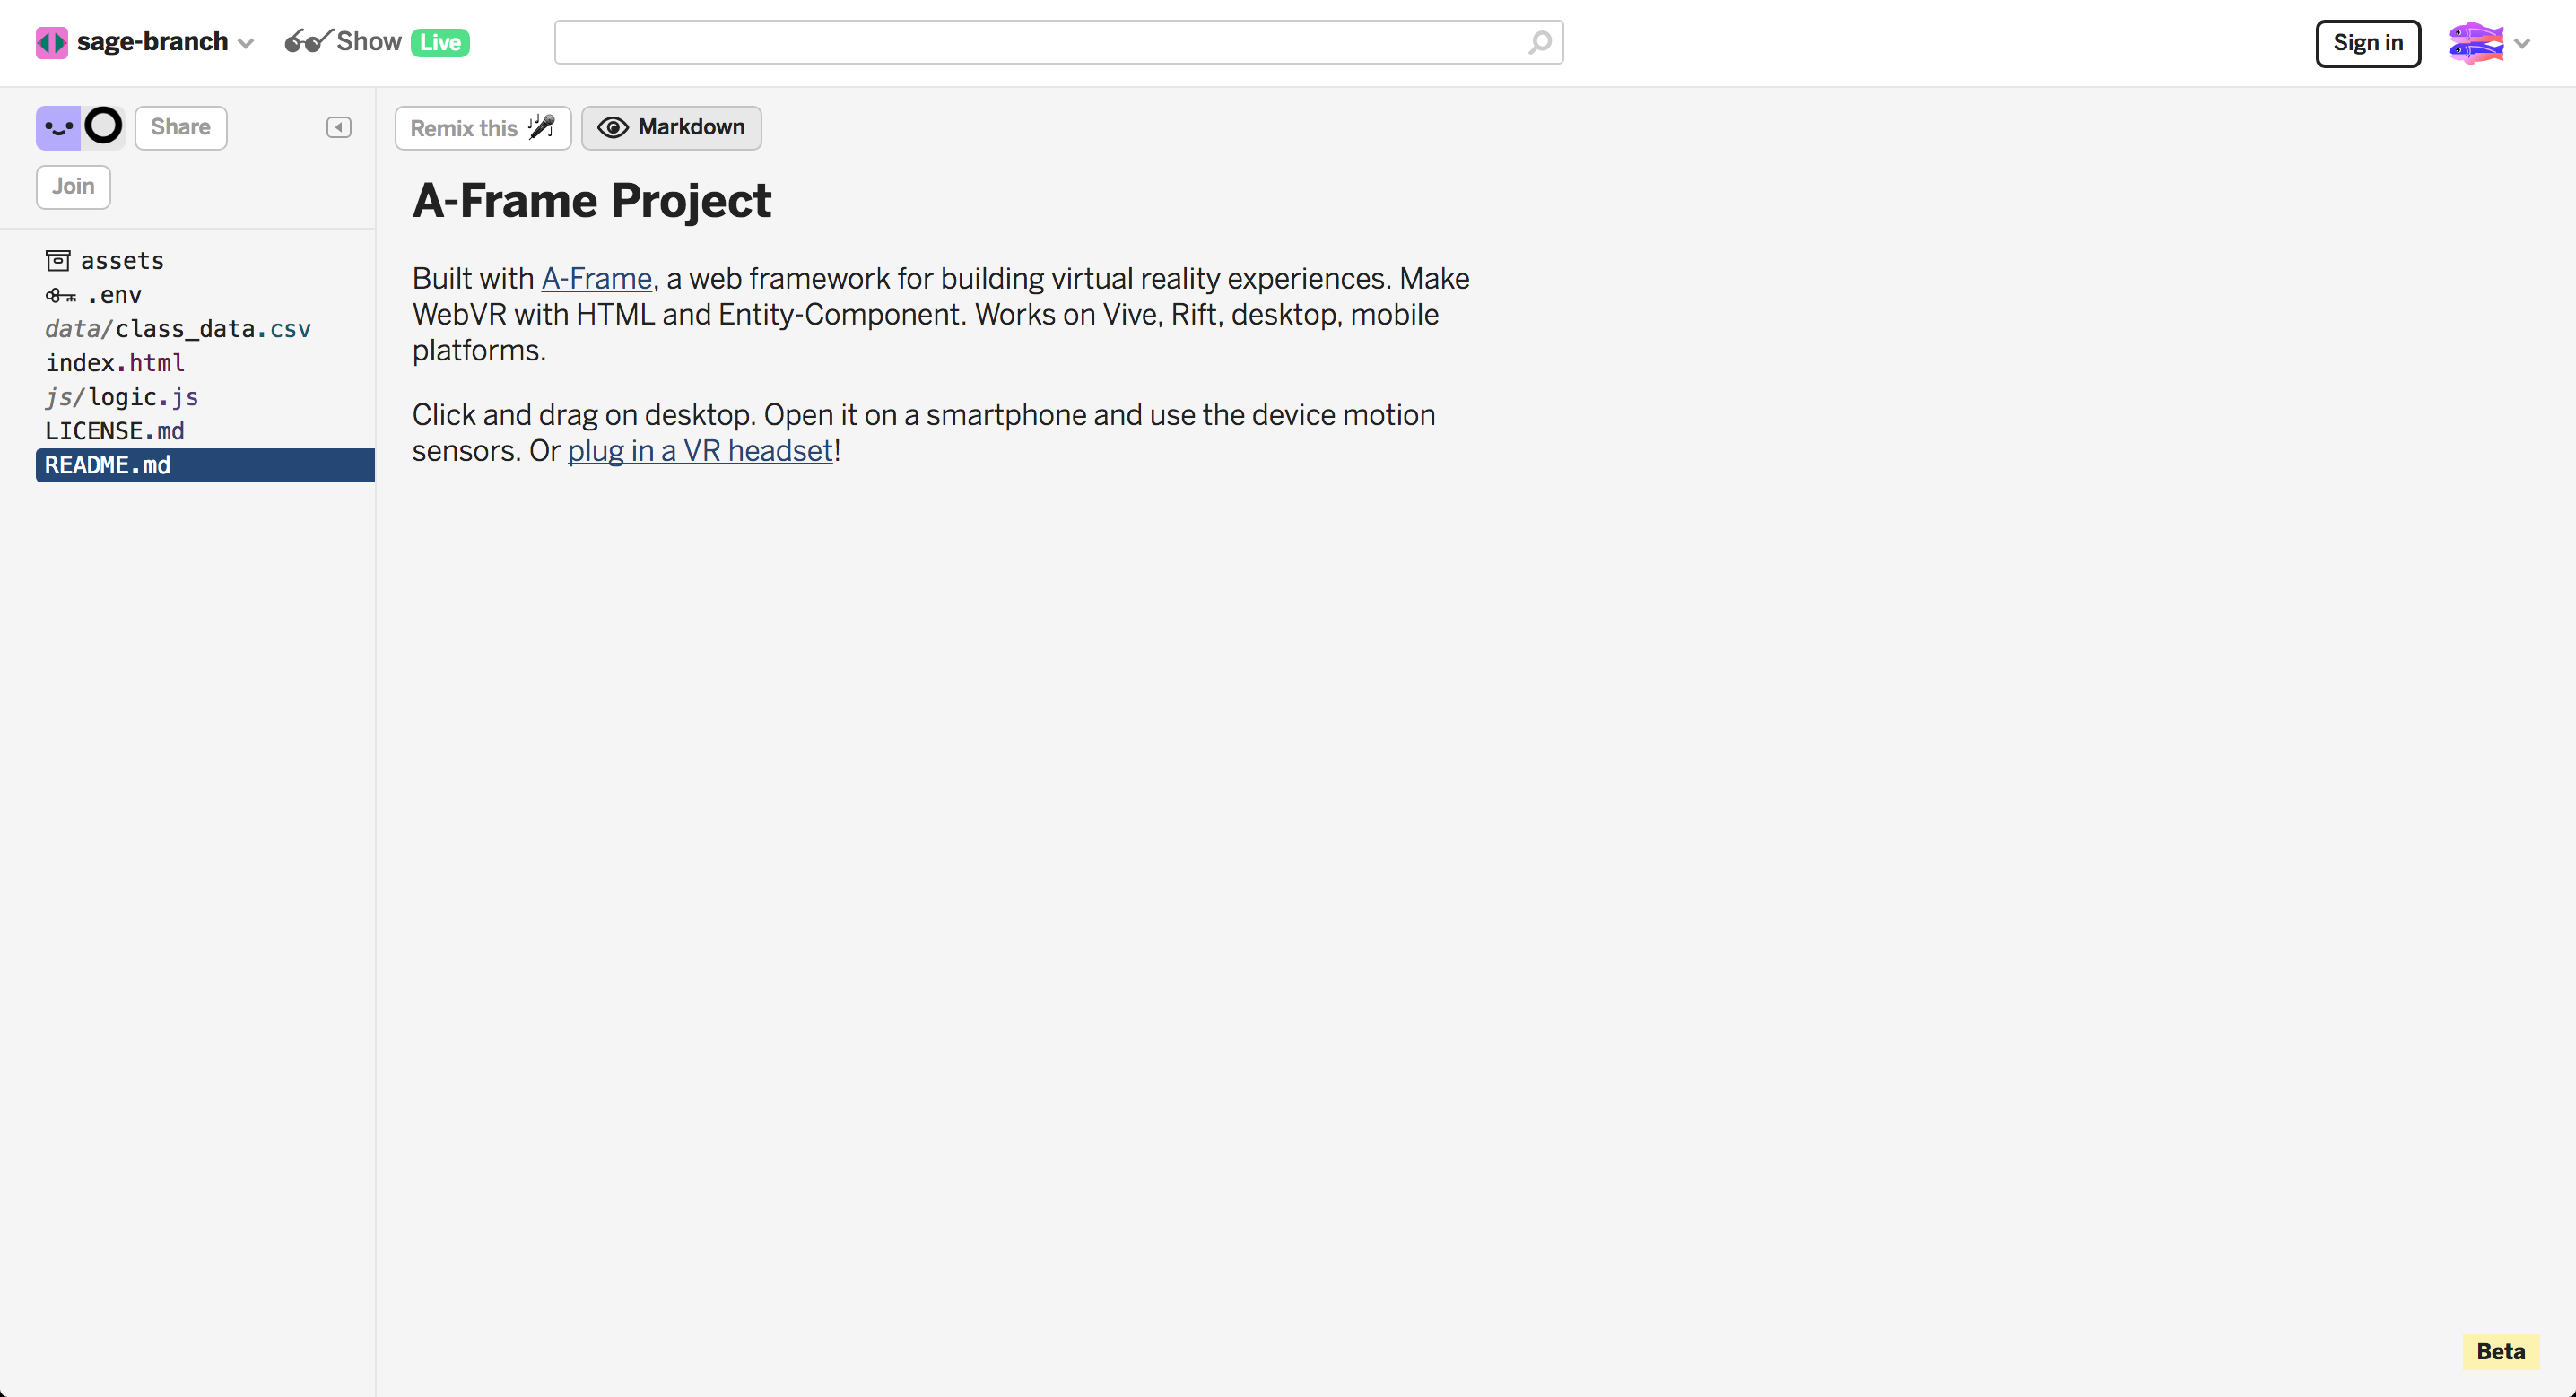 sage-branch
Show Live
Sign in
Share
Join
Remix this
Markdown
assets
.env
data/class_data.csv
index.html
js/logic.js
LICENSE.md
README.md
A-Frame Project
Built with A-Frame, a web framework for building virtual reality experiences. Make
WebVR with HTML and Entity-Component. Works on Vive, Rift, desktop, mobile
platforms.
Click and drag on desktop. Open it on a smartphone and use the device motion
sensors. Or plug in a VR headset!
Beta